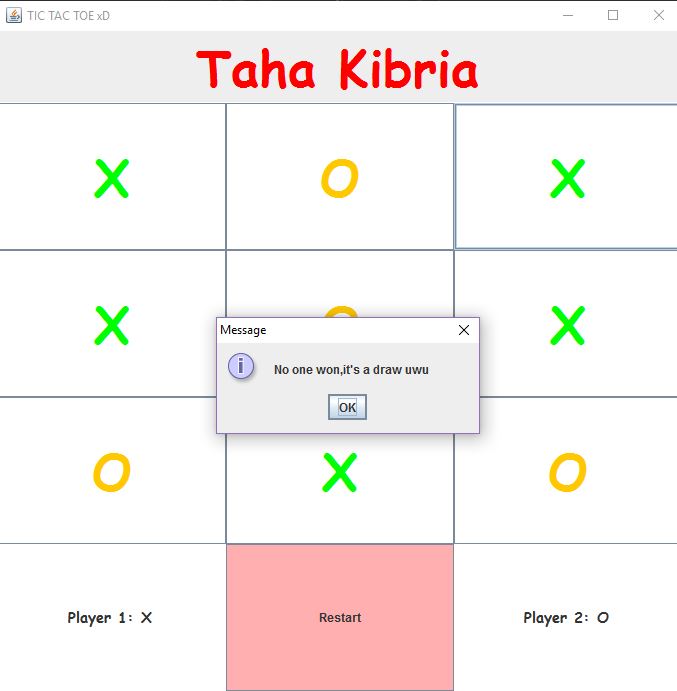 TIC TAC TOE xD
Taha Kibria
X O X
X O X
Message
No one won,it's a draw uwu
OK
O X O
Player 1: X
Restart
Player 2: O